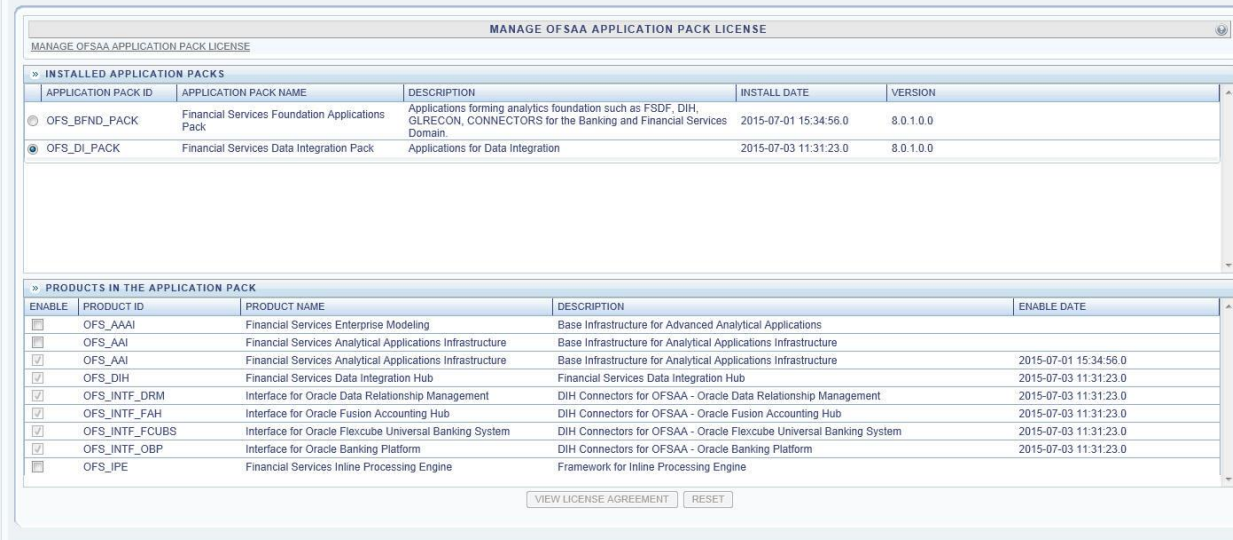 MANAGE OFSAA APPLICATION PACK LICENSE
MANAGE OFSAA APPLICATION PACK LICENSE
» INSTALLED APPLICATION PACKS
APPLICATION PACK ID APPLICATION PACK NAME DESCRIPTION INSTALL DATE VERSION
OFS_BFND_PACK Financial Services Foundation Applications Pack Applications forming analytics foundation such as FSDF, DIH, GLRECON, CONNECTORS for the Banking and Financial Services Domain. 2015-07-01 15:34:56.0 8.0.1.0.0
OFS_DI_PACK Financial Services Data Integration Pack Applications for Data Integration 2015-07-03 11:31:23.0 8.0.1.0.0
» PRODUCTS IN THE APPLICATION PACK
ENABLE PRODUCT ID PRODUCT NAME DESCRIPTION ENABLE DATE
OFS_AAAI Financial Services Enterprise Modeling Base Infrastructure for Advanced Analytical Applications
OFS_AAI Financial Services Analytical Applications Infrastructure Base Infrastructure for Analytical Applications Infrastructure
OFS_AAI Financial Services Analytical Applications Infrastructure Base Infrastructure for Analytical Applications Infrastructure 2015-07-01 15:34:56.0
OFS_DIH Financial Services Data Integration Hub Financial Services Data Integration Hub 2015-07-03 11:31:23.0
OFS_INTF_DRM Interface for Oracle Data Relationship Management DIH Connectors for OFSAA - Oracle Data Relationship Management 2015-07-03 11:31:23.0
OFS_INTF_FAH Interface for Oracle Fusion Accounting Hub DIH Connectors for OFSAA - Oracle Fusion Accounting Hub 2015-07-03 11:31:23.0
OFS_INTF_FCUBS Interface for Oracle Flexcube Universal Banking System DIH Connectors for OFSAA - Oracle Flexcube Universal Banking System 2015-07-03 11:31:23.0
OFS_INTF_OBP Interface for Oracle Banking Platform DIH Connectors for OFSAA - Oracle Banking Platform 2015-07-03 11:31:23.0
OFS_IPE Financial Services Inline Processing Engine Framework for Inline Processing Engine
VIEW LICENSE AGREEMENT RESET